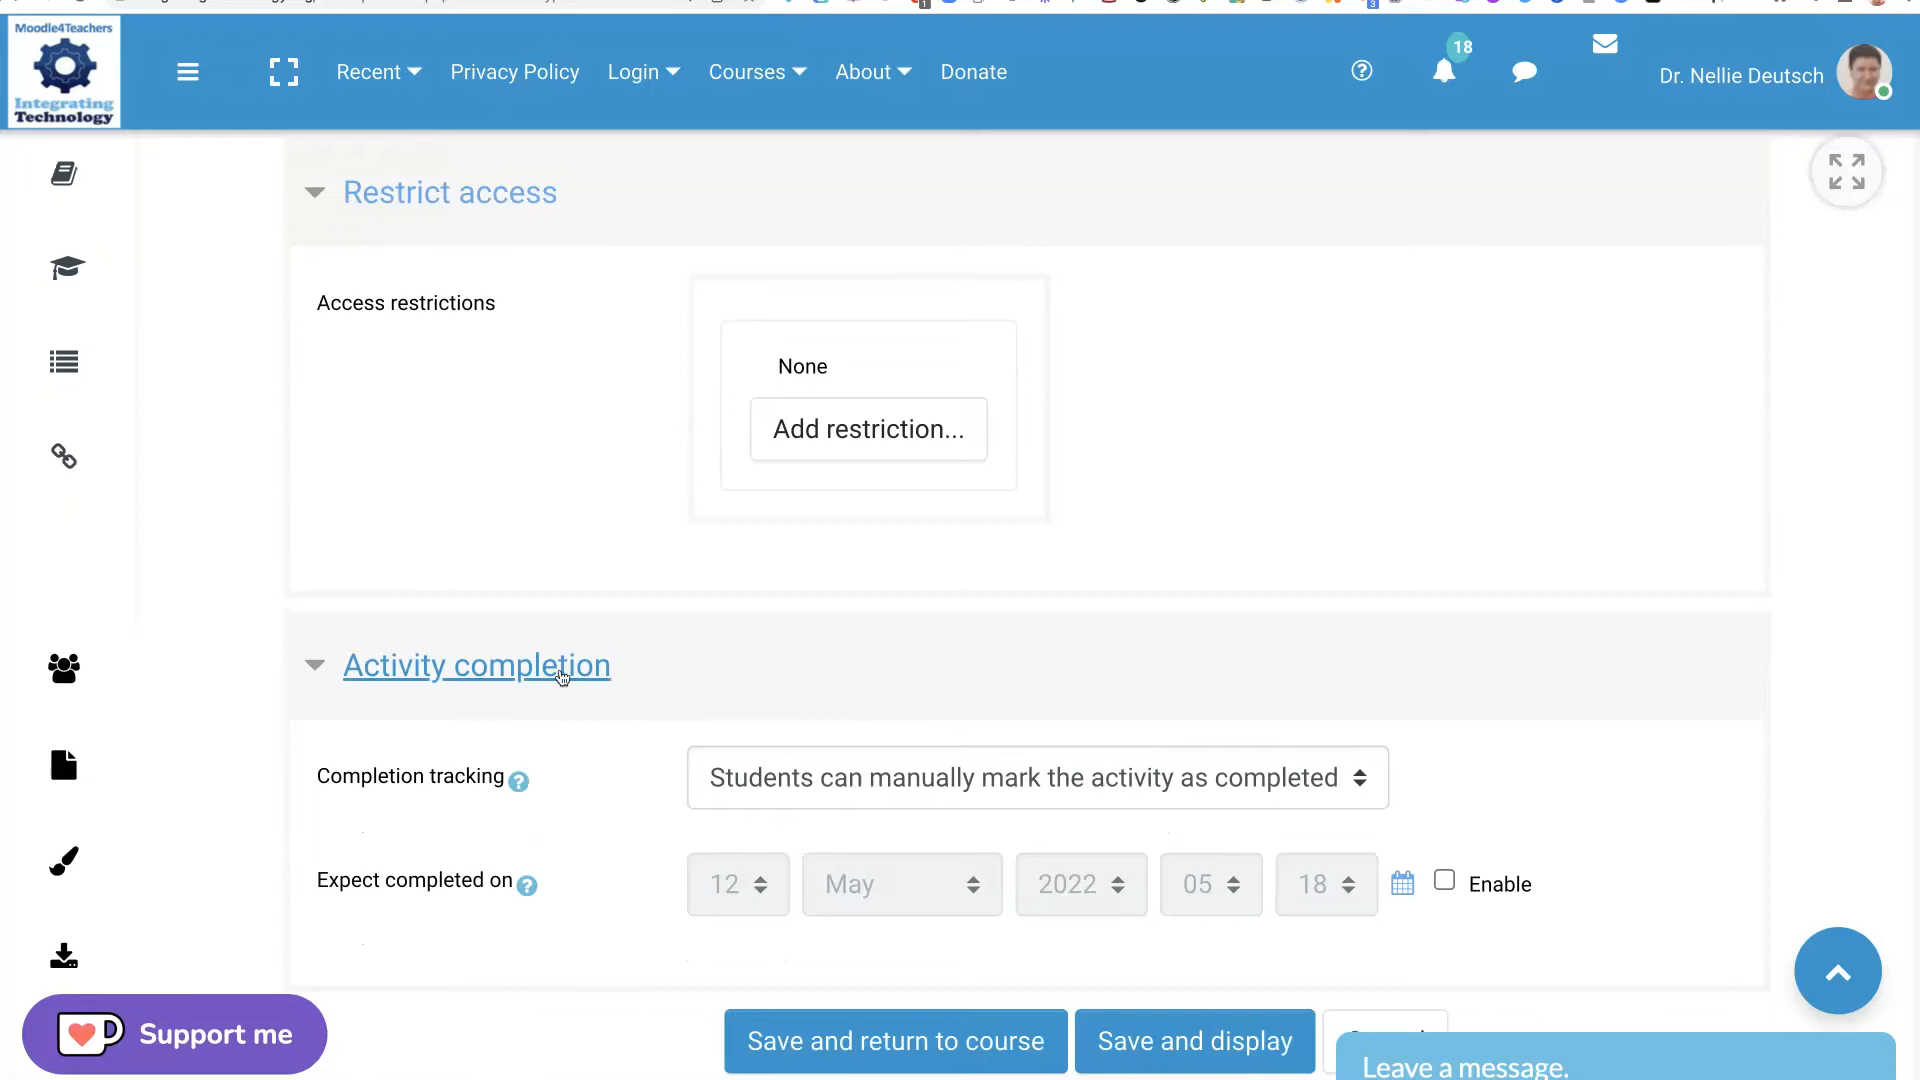 Moodle4Teachers
Integrating
Technology
Recent
Privacy Policy
Login
Courses
About
Donate
18
Dr. Nellie Deutsch
Restrict access
Access restrictions
None
Add restriction...
Activity completion
Completion tracking
Students can manually mark the activity as completed
Expect completed on
12
May
2022
05
18
Enable
Save and return to course
Save and display
Support me
Leave a message.